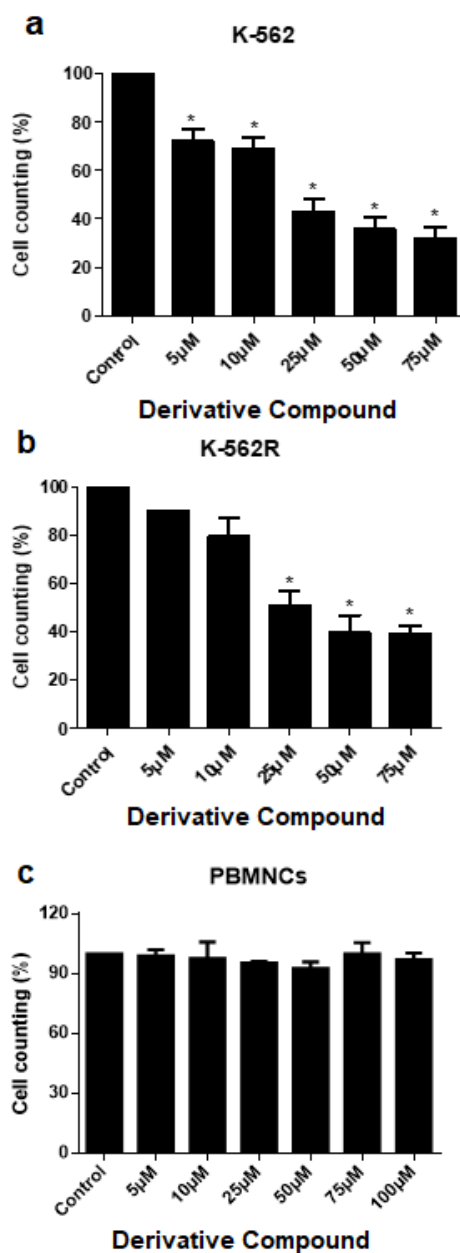 a
K-562
Cell counting (%)
100
80
60
40
20
0
*
*
*
*
*
Control
5µM
10µM
25µM
50µM
75µM
Derivative Compound
b
K-562R
Cell counting (%)
100
80
60
40
20
0
*
*
*
Control
5µM
10µM
25µM
50µM
75µM
Derivative Compound
c
PBMNCs
Cell counting (%)
120
90
60
30
0
Control
5µM
10µM
25µM
50µM
75µM
100µM
Derivative Compound